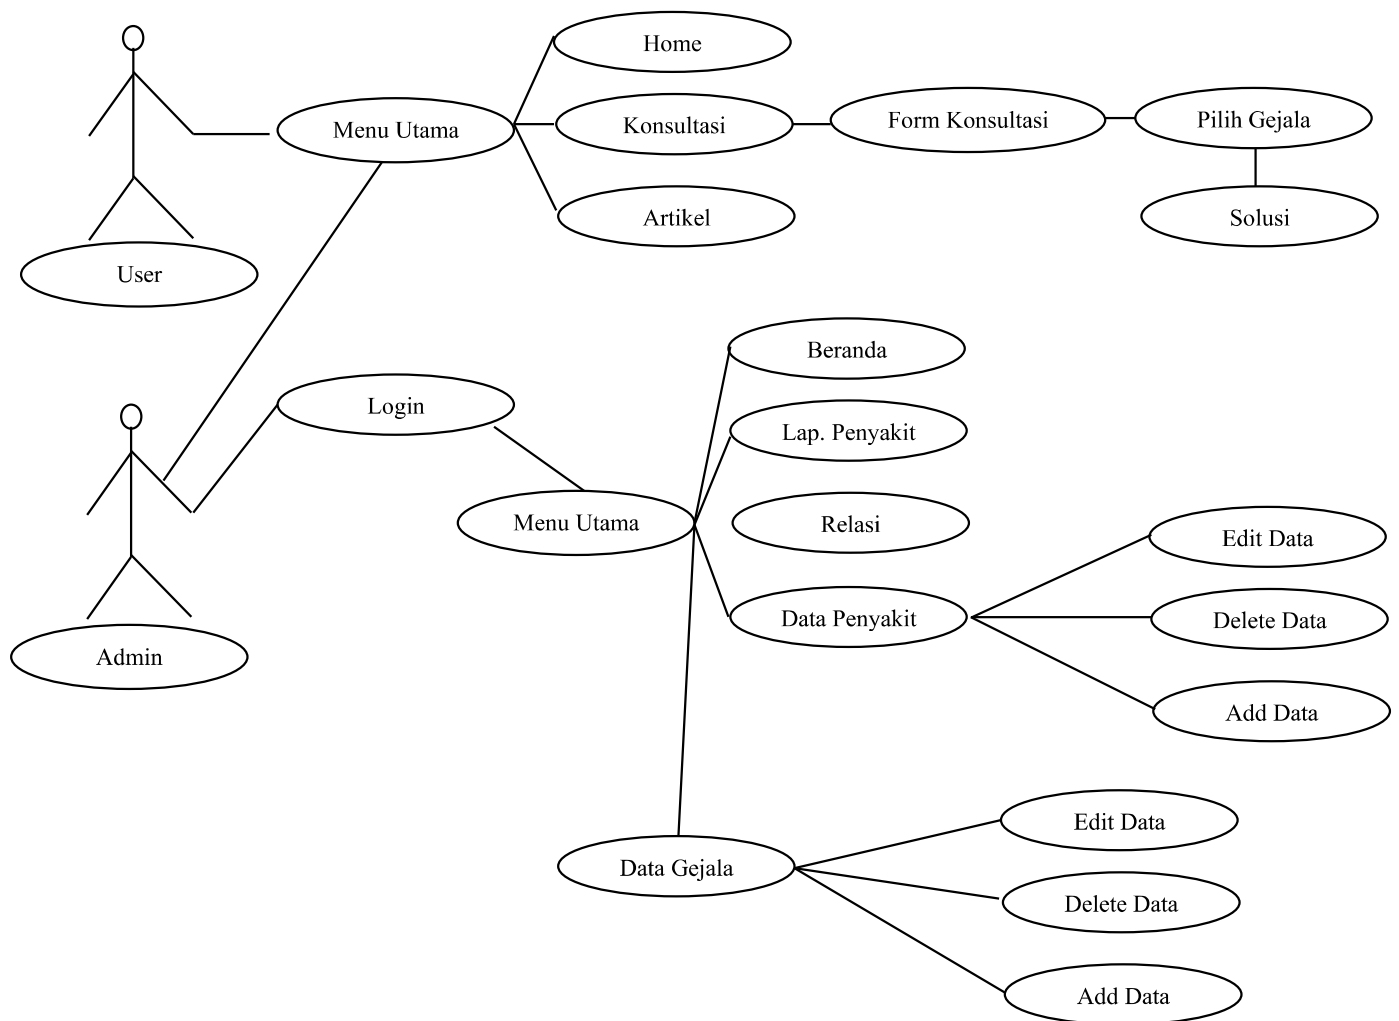 Home
Menu Utama
Konsultasi
Form Konsultasi
Pilih Gejala
Artikel
Solusi
User
Beranda
Login
Lap. Penyakit
Menu Utama
Relasi
Edit Data
Data Penyakit
Delete Data
Admin
Add Data
Edit Data
Data Gejala
Delete Data
Add Data